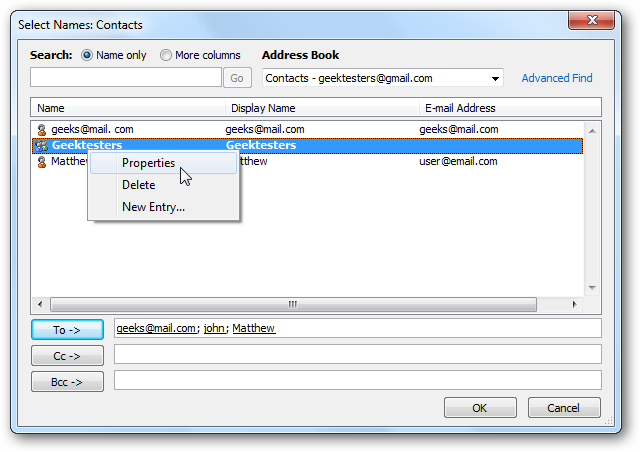 Select Names: Contacts
Search: Name only More columns Address Book
Go Contacts - geektesters@gmail.com Advanced Find
Name Display Name E-mail Address
geeks@mail. com geeks@mail.com geeks@mail.com
Geektesters Geektesters
Matthew user@email.com
Properties
Delete
New Entry...
To -> geeks@mail.com; john; Matthew
Cc ->
Bcc ->
OK Cancel